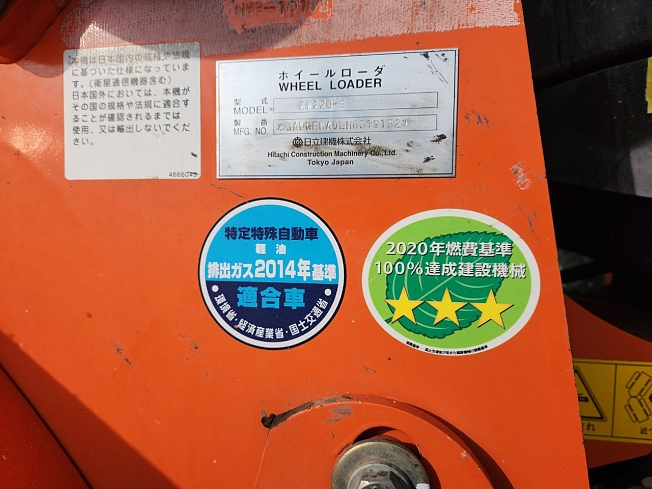 本機は日本国内の規格や法規
に基づいた仕様になっていま
す。(衛星通信機器含む)
日本国外においては、本機が
その国の規格や法規に適合す
ることが確認されるまでは
使用、又は輸出しないでくだ
さい。
4666045
ホイールローダ
WHEEL LOADER
型式
MODEL
ZW220-6
製番
MFG.NO.
日立建機株式会社
Hitachi Construction Machinery Co., Ltd.
Tokyo Japan
特定特殊自動車
軽油
排出ガス2014年基準
適合車
環境省・経済産業省・国土交通省
2020年燃費基準
100%達成建設機械